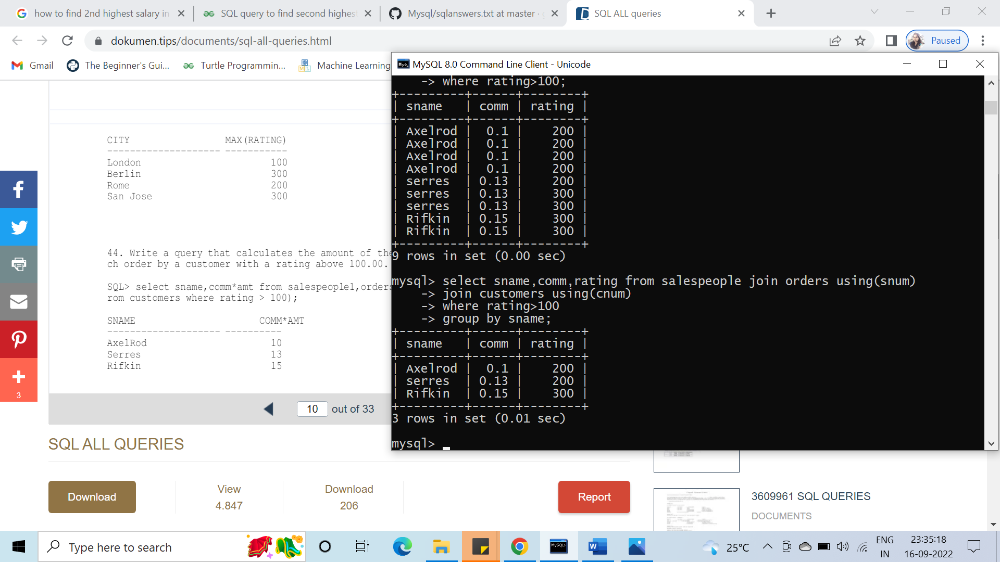 how to find 2nd highest salary in
SQL query to find second highes
Mysql/sqlanswers.txt at master ·
SQL ALL queries
dokumen.tips/documents/sql-all-queries.html
Paused
Gmail
The Beginner's Gui...
Turtle Programmin...
Machine Learning
CITY MAX(RATING)
-------------------- -----------
London 100
Berlin 300
Rome 200
San Jose 300
44. Write a query that calculates the amount of the
ch order by a customer with a rating above 100.00.
SQL> select sname,comm*amt from salespeople1,orders
rom customers where rating > 100);
SNAME COMM*AMT
-------------------- ----------
AxelRod 10
Serres 13
Rifkin 15
3
10 out of 33
SQL ALL QUERIES
Download
View
4.847
Download
206
Report
3609961 SQL QUERIES
DOCUMENTS
MySQL 8.0 Command Line Client - Unicode
-> where rating>100;
+---------+------+--------+
| sname | comm | rating |
+---------+------+--------+
| Axelrod | 0.1 | 200 |
| Axelrod | 0.1 | 200 |
| Axelrod | 0.1 | 200 |
| Axelrod | 0.1 | 200 |
| serres | 0.13 | 200 |
| serres | 0.13 | 300 |
| serres | 0.13 | 300 |
| Rifkin | 0.15 | 300 |
| Rifkin | 0.15 | 300 |
+---------+------+--------+
9 rows in set (0.00 sec)
mysql> select sname,comm,rating from salespeople join orders using(snum)
-> join customers using(cnum)
-> where rating>100
-> group by sname;
+---------+------+--------+
| sname | comm | rating |
+---------+------+--------+
| Axelrod | 0.1 | 200 |
| serres | 0.13 | 200 |
| Rifkin | 0.15 | 300 |
+---------+------+--------+
3 rows in set (0.01 sec)
mysql>
Type here to search
25°C
ENG
IN
23:35:18
16-09-2022